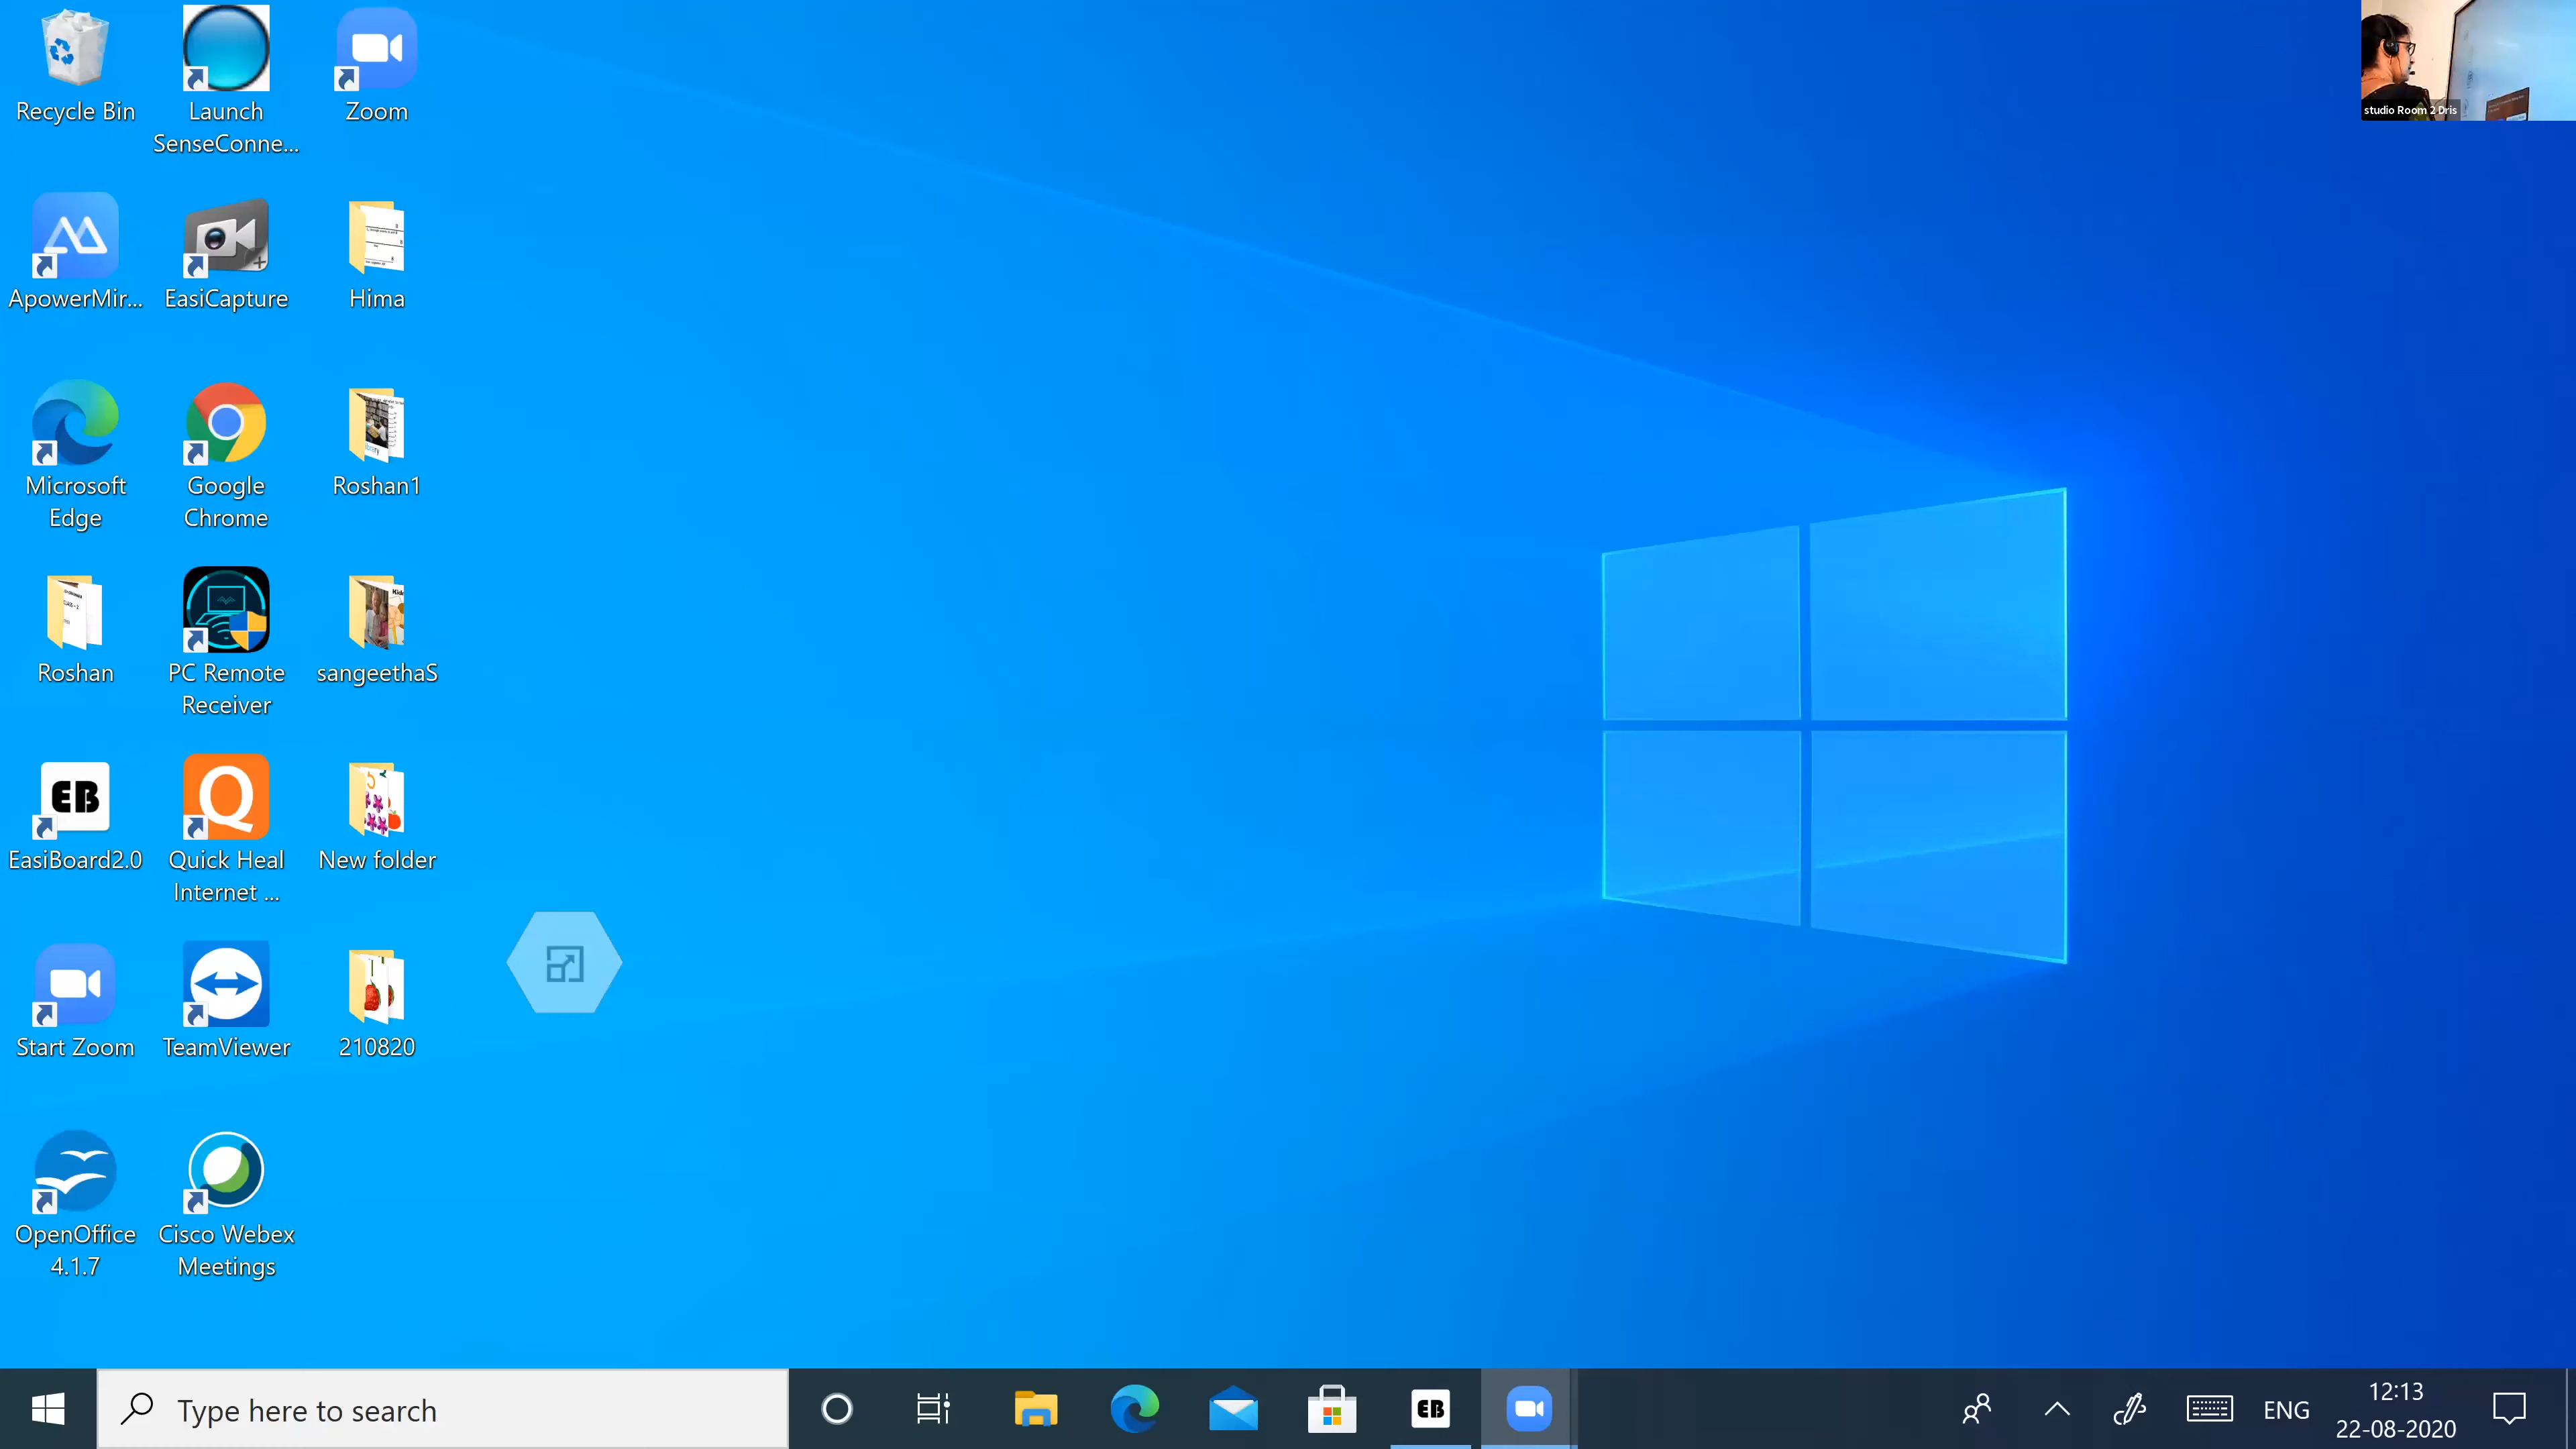 Recycle Bin
Launch
SenseConne...
Zoom
studio Room 2 Dris
ApowerMir...
EasiCapture
Hima
Microsoft
Edge
Google
Chrome
Roshan1
Roshan
PC Remote
Receiver
sangeethaS
EB
EasiBoard2.0
Q
Quick Heal
Internet ...
New folder
Start Zoom
TeamViewer
210820
OpenOffice
4.1.7
Cisco Webex
Meetings
Type here to search
EB
ENG
12:13
22-08-2020